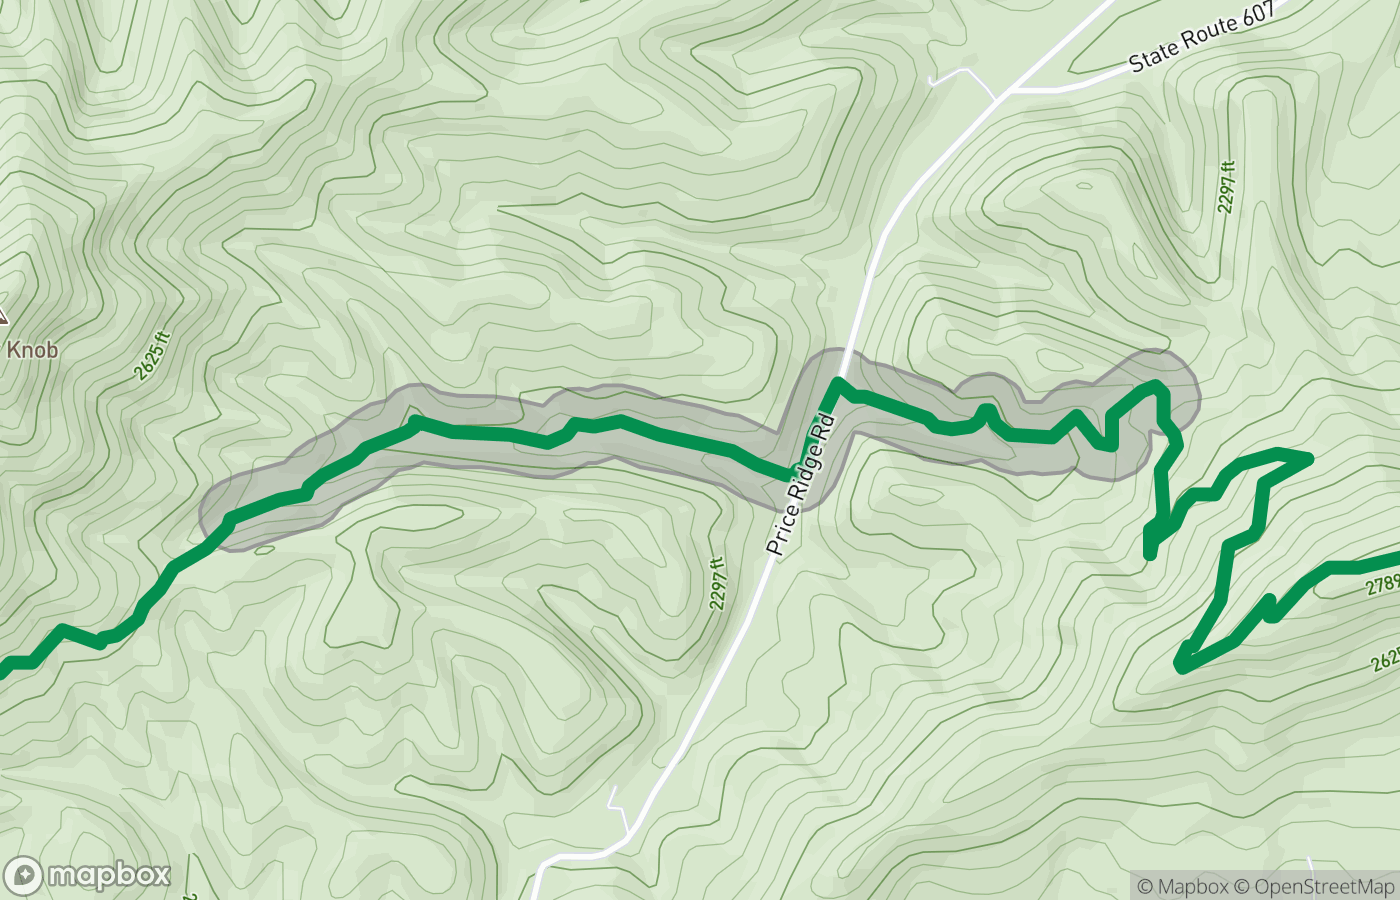 State Route 607
2297 ft
2625 ft
Knob
Price Ridge Rd
2297 ft
2789
2625
mapbox
© Mapbox © OpenStreetMap